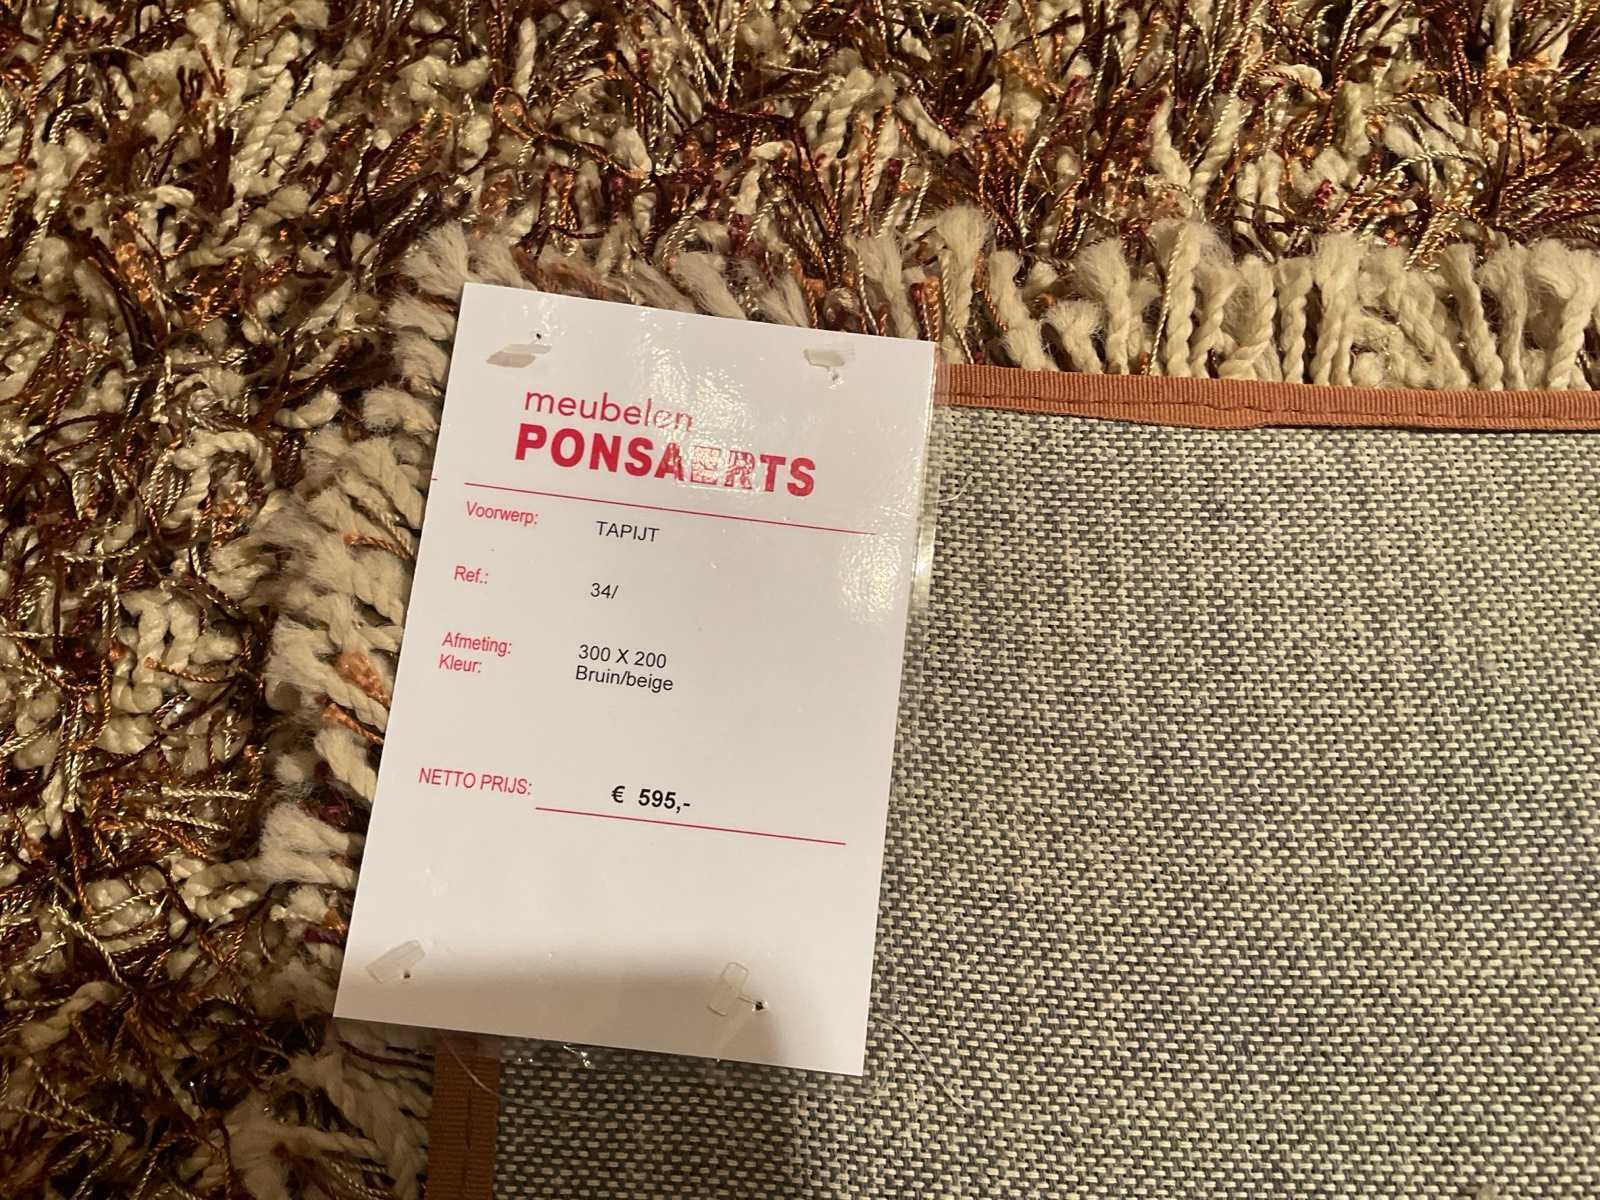 meubelen
PONSAERTS
Voorwerp: TAPIJT
Ref.: 34/
Afmeting: 300 X 200
Kleur: Bruin/beige
NETTO PRIJS: € 595,-